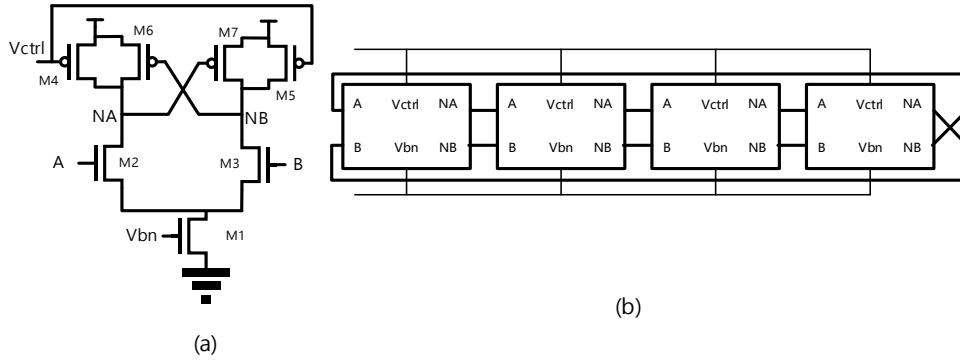 Vctrl
M4
M6
M7
M5
NA
NB
A
M2
M3
B
Vbn
M1
(a)
A Vctrl NA
B Vbn NB
A Vctrl NA
B Vbn NB
A Vctrl NA
B Vbn NB
A Vctrl NA
B Vbn NB
(b)